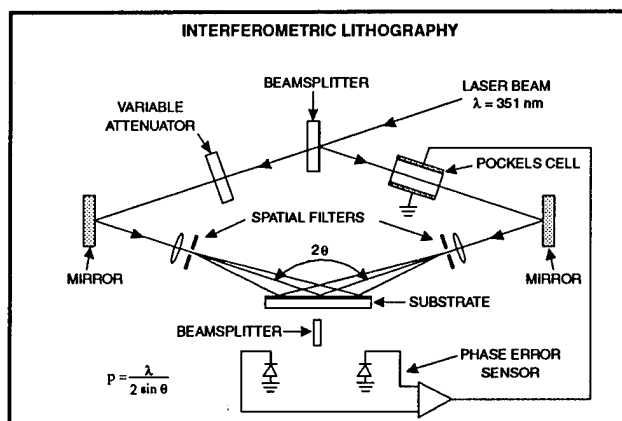 INTERFEROMETRIC LITHOGRAPHY
BEAMSPLITTER
LASER BEAM
λ = 351 nm
VARIABLE
ATTENUATOR
POCKELS CELL
SPATIAL FILTERS
2θ
MIRROR
MIRROR
SUBSTRATE
BEAMSPLITTER
PHASE ERROR
SENSOR
p = λ / 2 sin θ